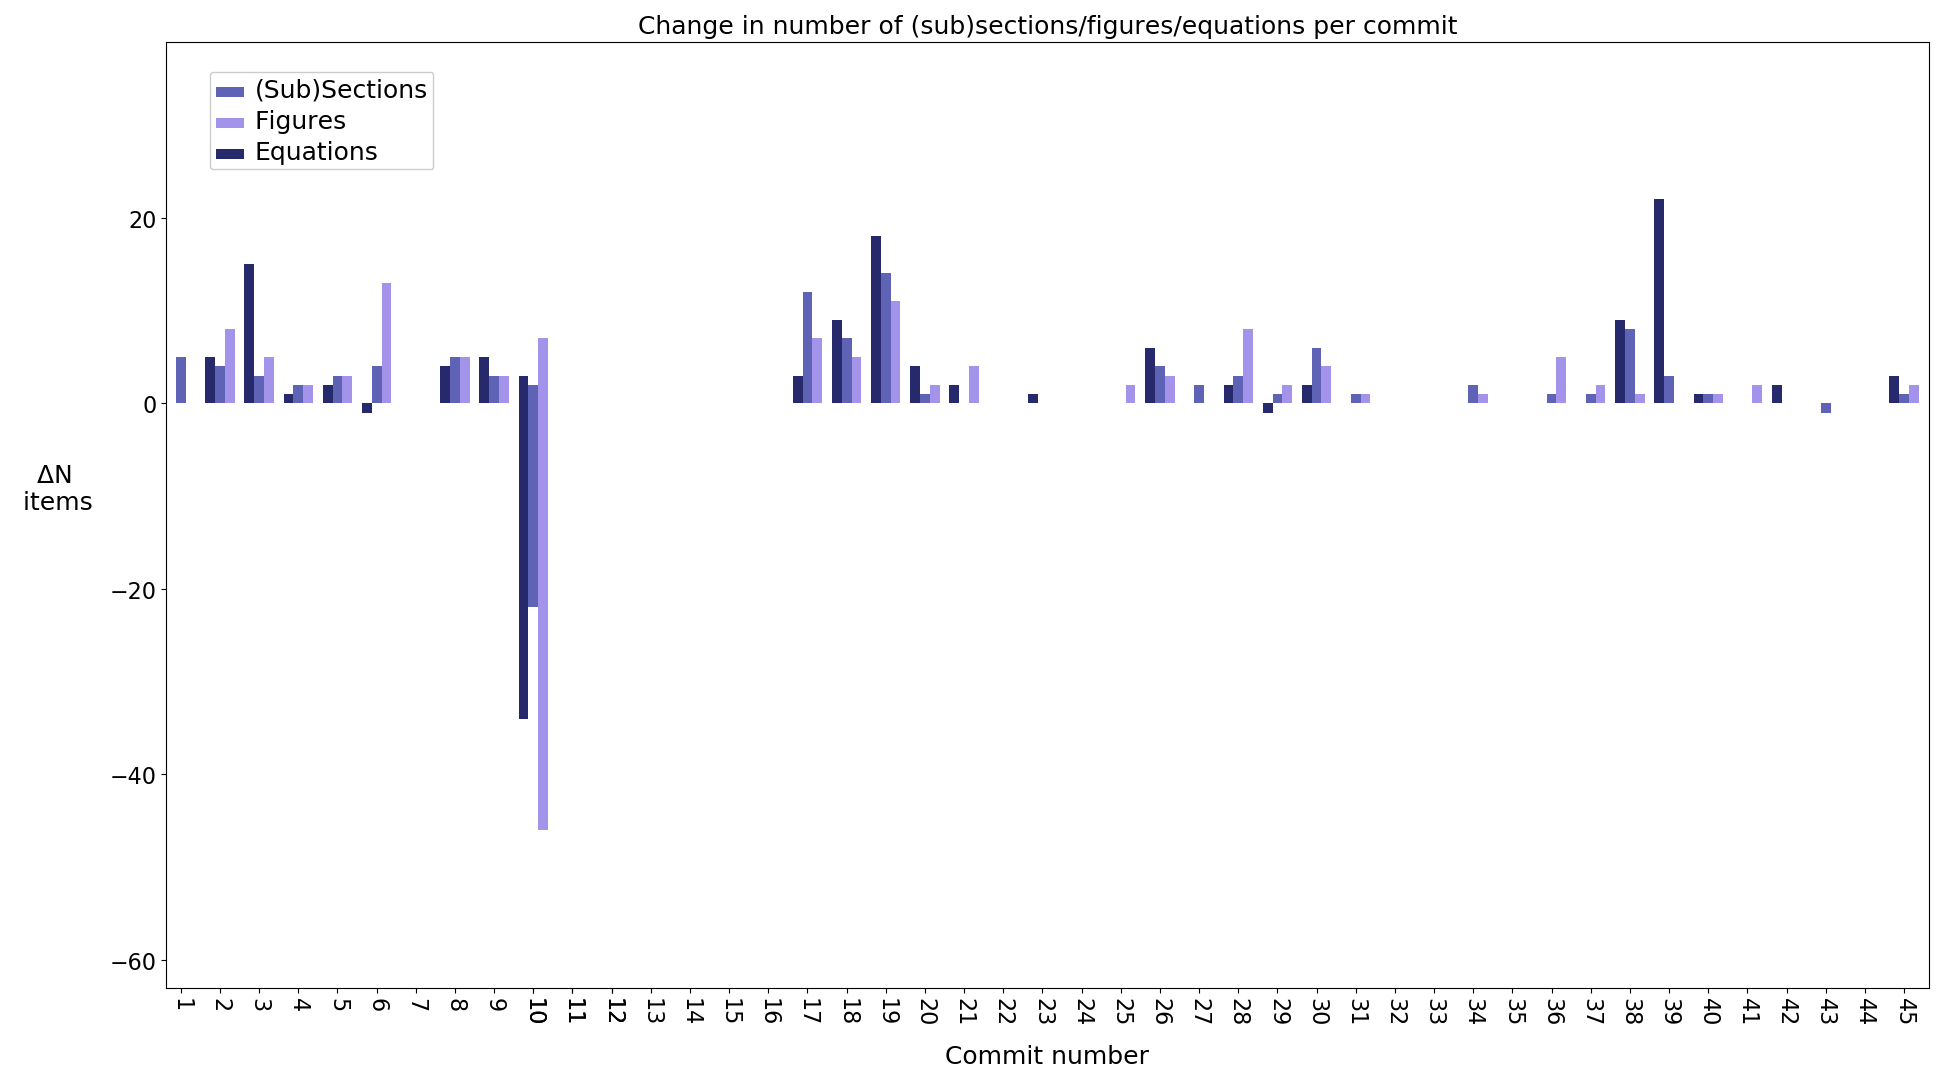 Change in number of (sub)sections/figures/equations per commit
(Sub)Sections
Figures
Equations
20
0
−20
−40
−60
ΔN
items
1 2 3 4 5 6 7 8 9 10 11 12 13 14 15 16 17 18 19 20 21 22 23 24 25 26 27 28 29 30 31 32 33 34 35 36 37 38 39 40 41 42 43 44 45
Commit number